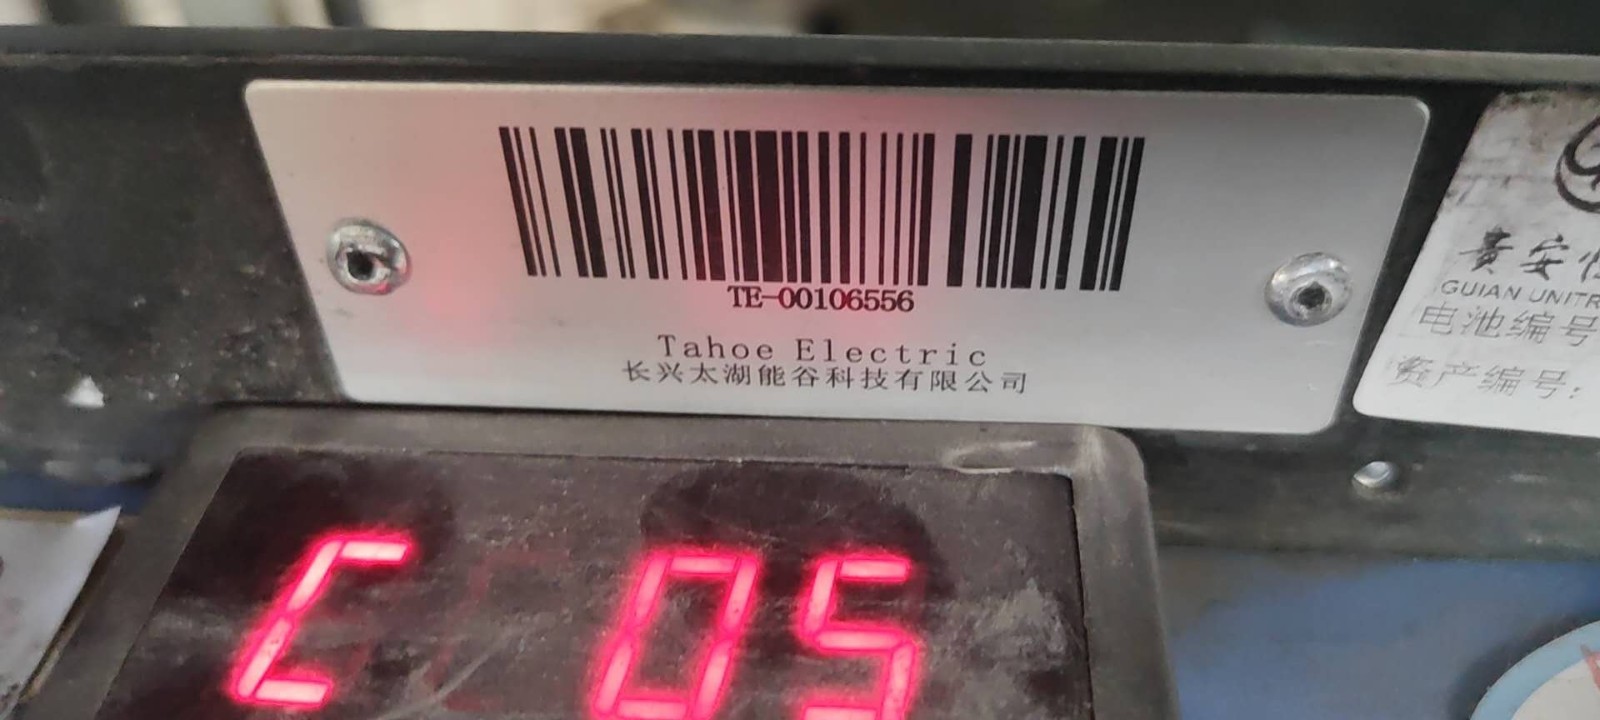 TE-00106556
Tahoe Electric
长兴太湖能谷科技有限公司
GUIAN
电池编号
资产编号:
C 05